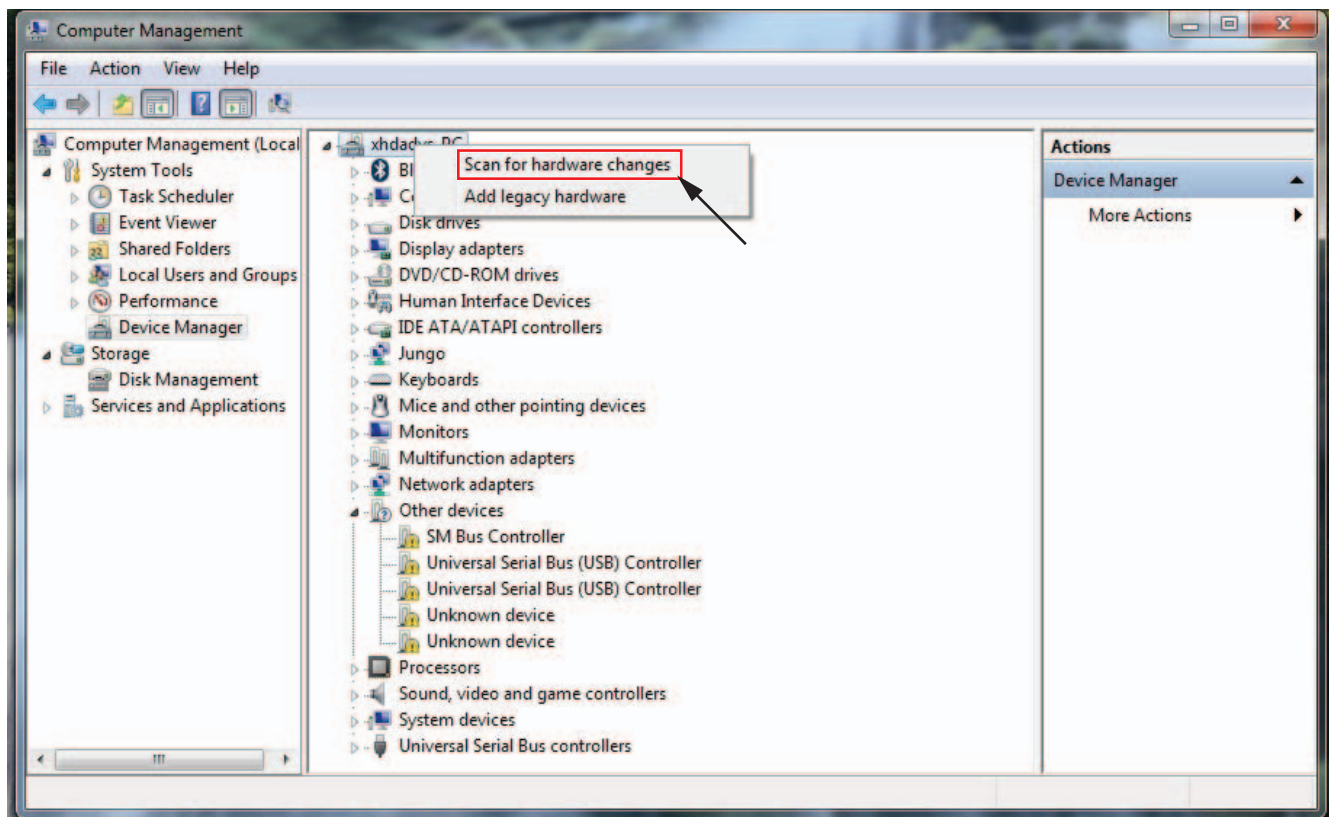 Computer Management
File Action View Help
Computer Management (Local
System Tools
Task Scheduler
Event Viewer
Shared Folders
Local Users and Groups
Performance
Device Manager
Storage
Disk Management
Services and Applications
Scan for hardware changes
Add legacy hardware
Disk drives
Display adapters
DVD/CD-ROM drives
Human Interface Devices
IDE ATA/ATAPI controllers
Jungo
Keyboards
Mice and other pointing devices
Monitors
Multifunction adapters
Network adapters
Other devices
SM Bus Controller
Universal Serial Bus (USB) Controller
Universal Serial Bus (USB) Controller
Unknown device
Unknown device
Processors
Sound, video and game controllers
System devices
Universal Serial Bus controllers
Actions
Device Manager
More Actions